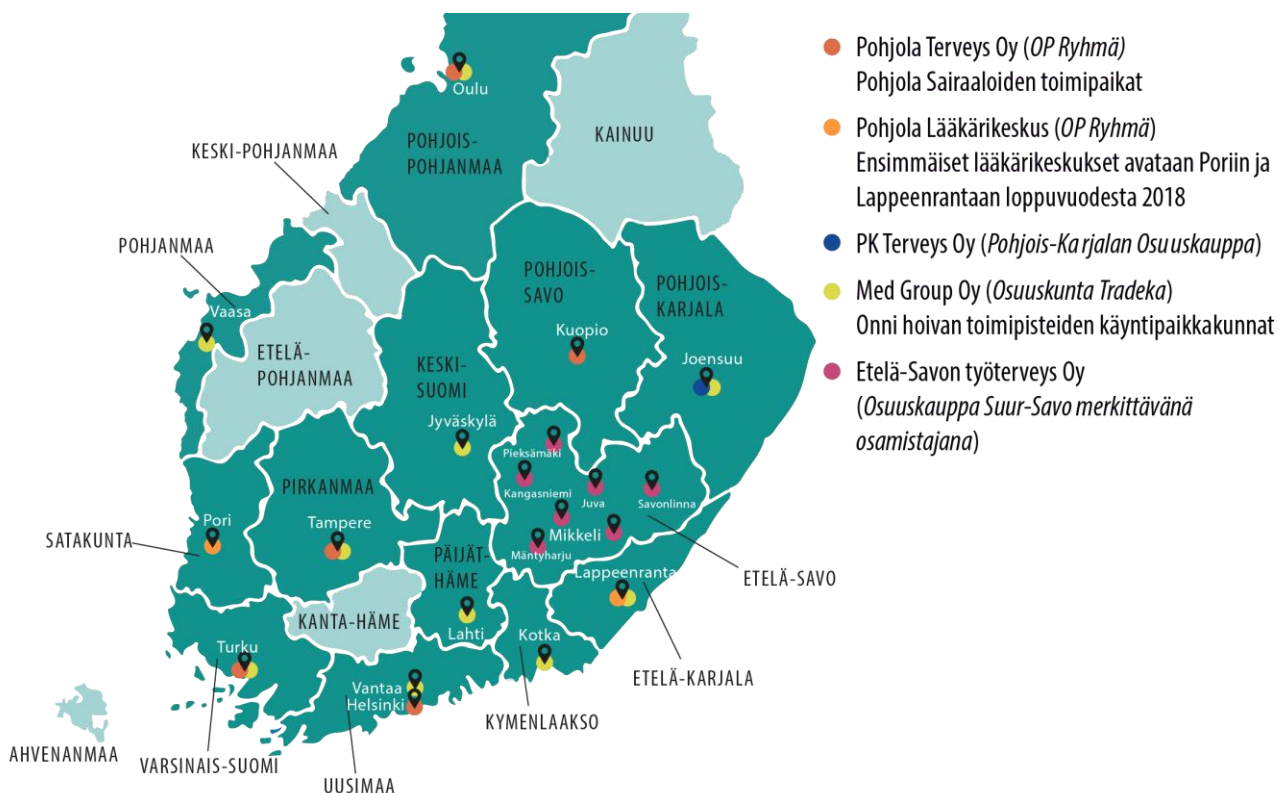 Oulu
KESKI-POHJANMAA
POHJOIS-
POHJANMAA
KAINUU
POHJANMAA
Vaasa
ETELÄ-
POHJANMAA
KESKI-
SUOMI
Jyväskylä
POHJOIS-
SAVO
Kuopio
POHJOIS-
KARJALA
Joensuu
Pieksämäki
Kangasniemi
Juva
Savonlinna
Mikkeli
Mäntyharju
ETELÄ-SAVO
SATAKUNTA
Pori
PIRKANMAA
Tampere
PÄIJÄT-
HÄME
Lahti
KANTA-HÄME
Lappeenranta
ETELÄ-KARJALA
Kotka
KYMENLAAKSO
Turku
VARSINAIS-SUOMI
Vantaa
Helsinki
UUSIMAA
AHVENANMAA
Pohjola Terveys Oy (OP Ryhmä)
Pohjola Sairaaloiden toimipaikat
Pohjola Lääkärikeskus (OP Ryhmä)
Ensimmäiset lääkärikeskukset avataan Poriin ja
Lappeenrantaan loppuvuodesta 2018
PK Terveys Oy (Pohjois-Karjalan Osuuskauppa)
Med Group Oy (Osuuskunta Tradeka)
Onni hoivan toimipisteiden käyntipaikkakunnat
Etelä-Savon työterveys Oy
(Osuuskauppa Suur-Savo merkittävänä
osamistajana)